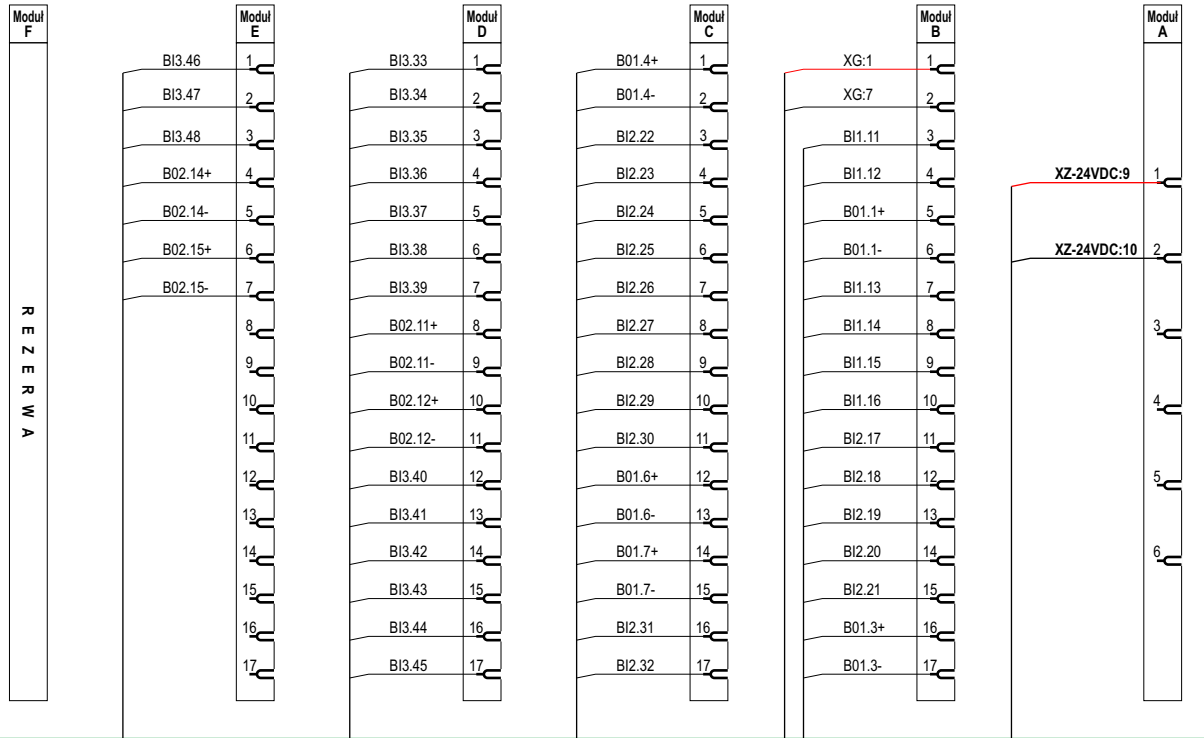 Moduł F
REZERWA
Moduł E
BI3.46 1
BI3.47 2
BI3.48 3
B02.14+ 4
B02.14- 5
B02.15+ 6
B02.15- 7
8
9
10
11
12
13
14
15
16
17
Moduł D
BI3.33 1
BI3.34 2
BI3.35 3
BI3.36 4
BI3.37 5
BI3.38 6
BI3.39 7
B02.11+ 8
B02.11- 9
B02.12+ 10
B02.12- 11
BI3.40 12
BI3.41 13
BI3.42 14
BI3.43 15
BI3.44 16
BI3.45 17
Moduł C
B01.4+ 1
B01.4- 2
BI2.22 3
BI2.23 4
BI2.24 5
BI2.25 6
BI2.26 7
BI2.27 8
BI2.28 9
BI2.29 10
BI2.30 11
B01.6+ 12
B01.6- 13
B01.7+ 14
B01.7- 15
BI2.31 16
BI2.32 17
Moduł B
XG:1 1
XG:7 2
BI1.11 3
BI1.12 4
B01.1+ 5
B01.1- 6
BI1.13 7
BI1.14 8
BI1.15 9
BI1.16 10
BI2.17 11
BI2.18 12
BI2.19 13
BI2.20 14
BI2.21 15
B01.3+ 16
B01.3- 17
Moduł A
XZ-24VDC:9 1
XZ-24VDC:10 2
3
4
5
6